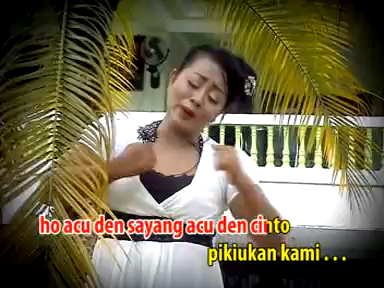 ho acu den sayang acu den cinto
pikiukan kami . . .